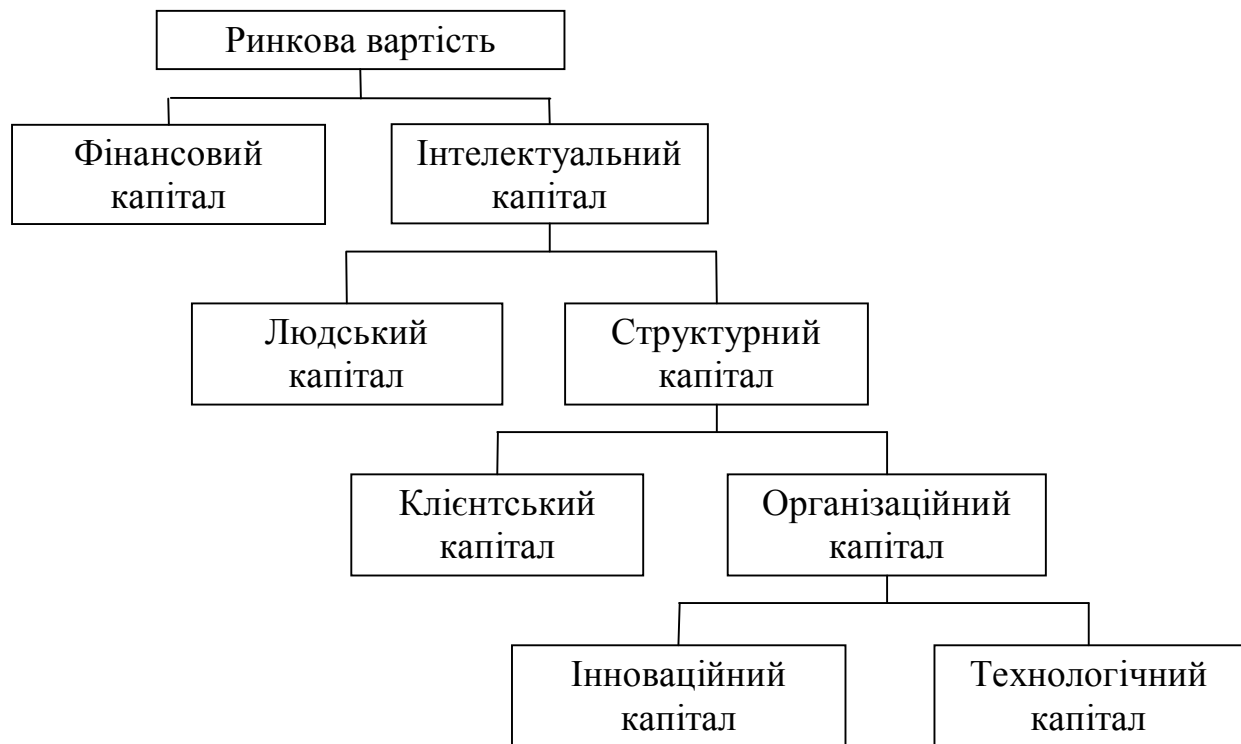 Ринкова вартість
Фінансовий
капітал
Інтелектуальний
капітал
Людський
капітал
Структурний
капітал
Клієнтський
капітал
Організаційний
капітал
Інноваційний
капітал
Технологічний
капітал